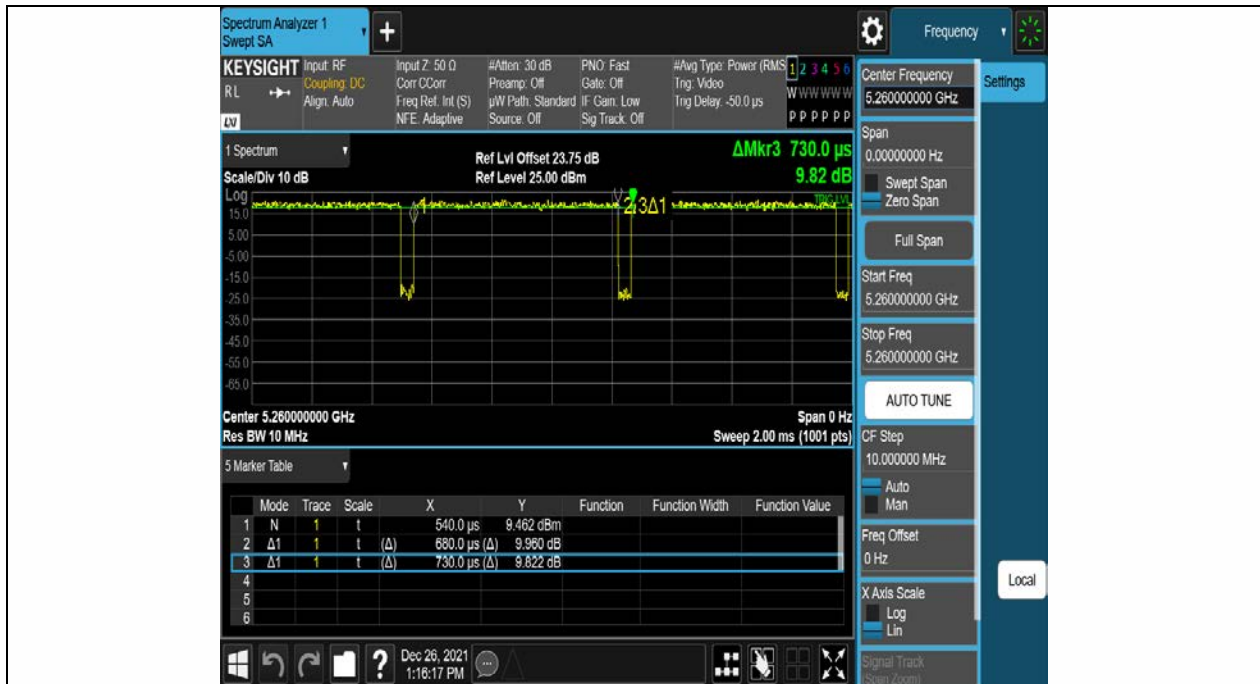 Spectrum Analyzer 1
Swept SA
+
Frequency
KEYSIGHT
RL
LXI
Input: RF
Coupling: DC
Align: Auto
Input Z: 50 Ω
Corr CCorr
Freq Ref: Int (S)
NFE: Adaptive
#Atten: 30 dB
Preamp: Off
µW Path: Standard
Source: Off
PNO: Fast
Gate: Off
IF Gain: Low
Sig Track: Off
#Avg Type: Power (RMS
Trig: Video
Trig Delay: -50.0 µs
1 2 3 4 5 6
W W W W W W
P P P P P P
1 Spectrum
Scale/Div 10 dB
Ref Lvl Offset 23.75 dB
Ref Level 25.00 dBm
ΔMkr3 730.0 µs
9.82 dB
Log
TRIG LVL
1
2
3Δ1
15.0
5.00
-5.00
-15.0
-25.0
-35.0
-45.0
-55.0
-65.0
Center 5.260000000 GHz
Span 0 Hz
Res BW 10 MHz
Sweep 2.00 ms (1001 pts)
5 Marker Table
Mode Trace Scale X Y Function Function Width Function Value
1 N 1 t 540.0 µs 9.462 dBm
2 Δ1 1 t (Δ) 680.0 µs (Δ) 9.960 dB
3 Δ1 1 t (Δ) 730.0 µs (Δ) 9.822 dB
4
5
6
Dec 26, 2021
1:16:17 PM
?
Center Frequency
5.260000000 GHz
Settings
Span
0.00000000 Hz
Swept Span
Zero Span
Full Span
Start Freq
5.260000000 GHz
Stop Freq
5.260000000 GHz
AUTO TUNE
CF Step
10.000000 MHz
Auto
Man
Freq Offset
0 Hz
X Axis Scale
Log
Lin
Local
Signal Track
(Span Zoom)